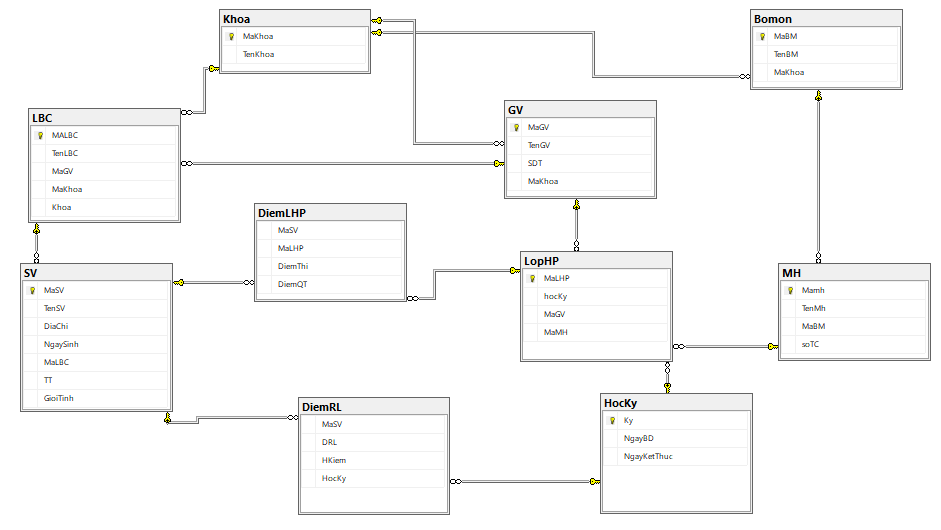 Khoa
MaKhoa
TenKhoa
Bomon
MaBM
TenBM
MaKhoa
LBC
MALBC
TenLBC
MaGV
MaKhoa
Khoa
GV
MaGV
TenGV
SDT
MaKhoa
DiemLHP
MaSV
MaLHP
DiemThi
DiemQT
LopHP
MaLHP
hocKy
MaGV
MaMH
SV
MaSV
TenSV
DiaChi
NgaySinh
MaLBC
TT
GioiTinh
MH
Mamh
TenMh
MaBM
soTC
DiemRL
MaSV
DRL
HKiem
HocKy
HocKy
Ky
NgayBD
NgayKetThuc